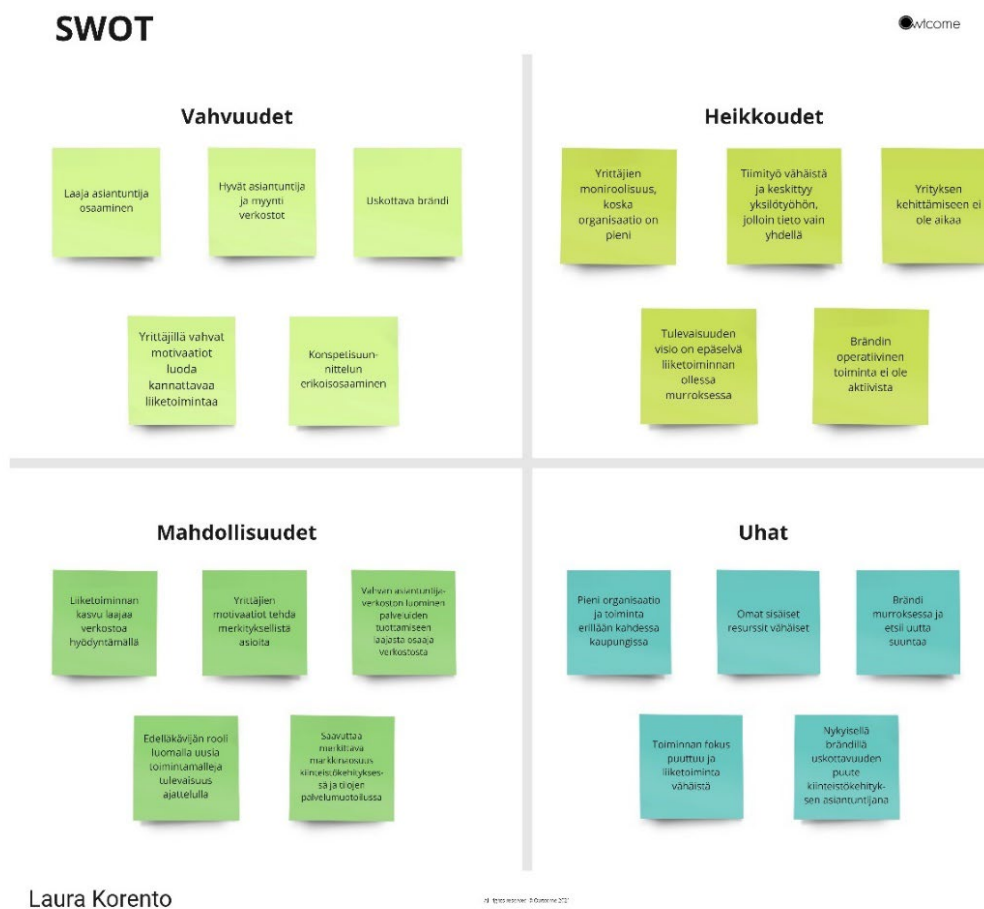 SWOT
Owtcome
Vahvuudet
Laaja asiantuntija
osaaminen
Hyvät asiantuntija
ja myynti
verkostot
Uskottava brändi
Yrittäjillä vahvat
motivaatiot
luoda
kannattavaa
liiketoimintaa
Konspetisuun-
nittelun
erikoisosaaminen
Heikkoudet
Yrittäjien
moniroolisuus,
koska
organisaatio on
pieni
Tiimityö vähäistä
ja keskittyy
yksilötyöhön,
jolloin tieto vain
yhdellä
Yrityksen
kehittämiseen ei
ole aikaa
Tulevaisuuden
visio on epäselvä
liiketoiminnan
ollessa
murroksessa
Brändin
operatiivinen
toiminta ei ole
aktiivista
Mahdollisuudet
Liiketoiminnan
kasvu laajaa
verkostoa
hyödyntämällä
Yrittäjien
motivaatiot tehdä
merkityksellistä
asioita
Vahvan asiantuntija-
verkoston luominen
palveluiden
tuottamiseen
laajasta osaaja
verkostosta
Edelläkävijän rooli
luomalla uusia
toimintamalleja
tulevaisuus
ajattelulla
Saavuttaa
merkittävä
markkinaosuus
kiinteistökehitykses-
sä ja tilojen
palvelumuotoilussa
Uhat
Pieni organisaatio
ja toiminta
erillään kahdessa
kaupungissa
Omat sisäiset
resurssit vähäiset
Brändi
murroksessa ja
etsii uutta
suuntaa
Toiminnan fokus
puuttuu ja
liiketoiminta
vähäistä
Nykyisellä
brändillä
uskottavuuden
puute
kiinteistökehityk-
sen asiantuntijana
Laura Korento